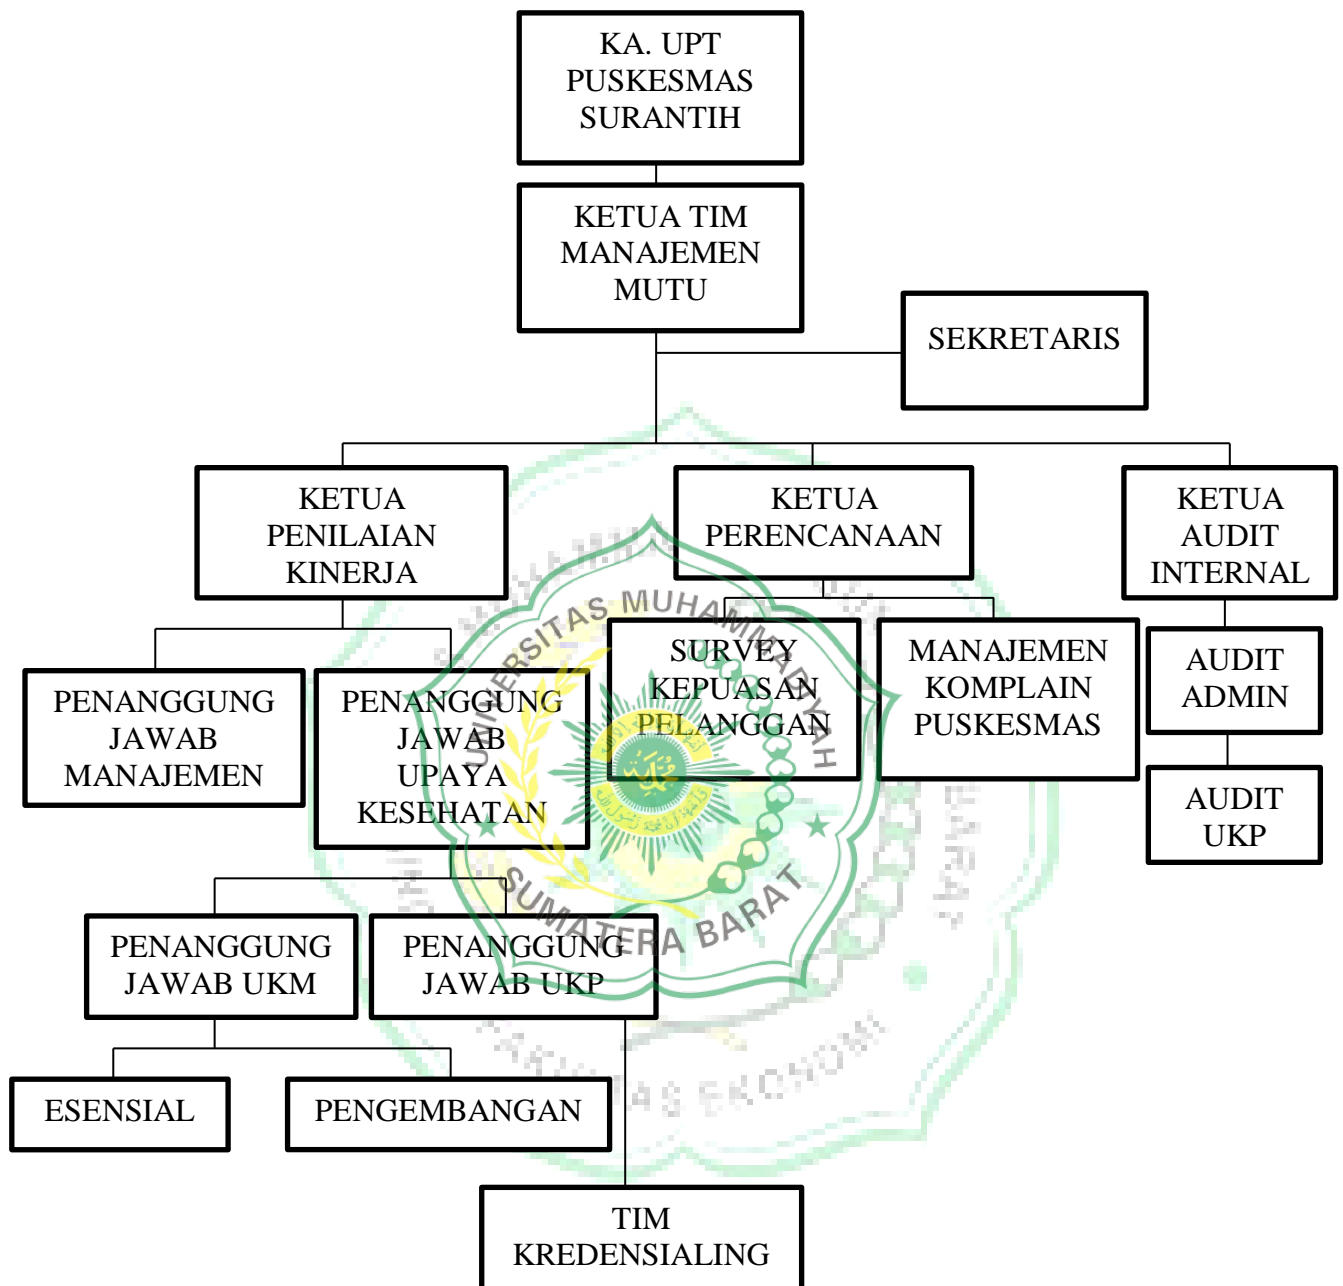 KA. UPT
PUSKESMAS
SURANTIH
KETUA TIM
MANAJEMEN
MUTU
SEKRETARIS
KETUA
PENILAIAN
KINERJA
KETUA
PERENCANAAN
KETUA
AUDIT
INTERNAL
PENANGGUNG
JAWAB
MANAJEMEN
PENANGGUNG
JAWAB
UPAYA
KESEHATAN
SURVEY
KEPUASAN
PELANGGAN
MANAJEMEN
KOMPLAIN
PUSKESMAS
AUDIT
ADMIN
AUDIT
UKP
PENANGGUNG
JAWAB UKM
PENANGGUNG
JAWAB UKP
ESENSIAL
PENGEMBANGAN
TIM
KREDENSIALING
UNIVERSITAS MUHAMMADIYAH
SUMATERA BARAT
FAKULTAS EKONOMI